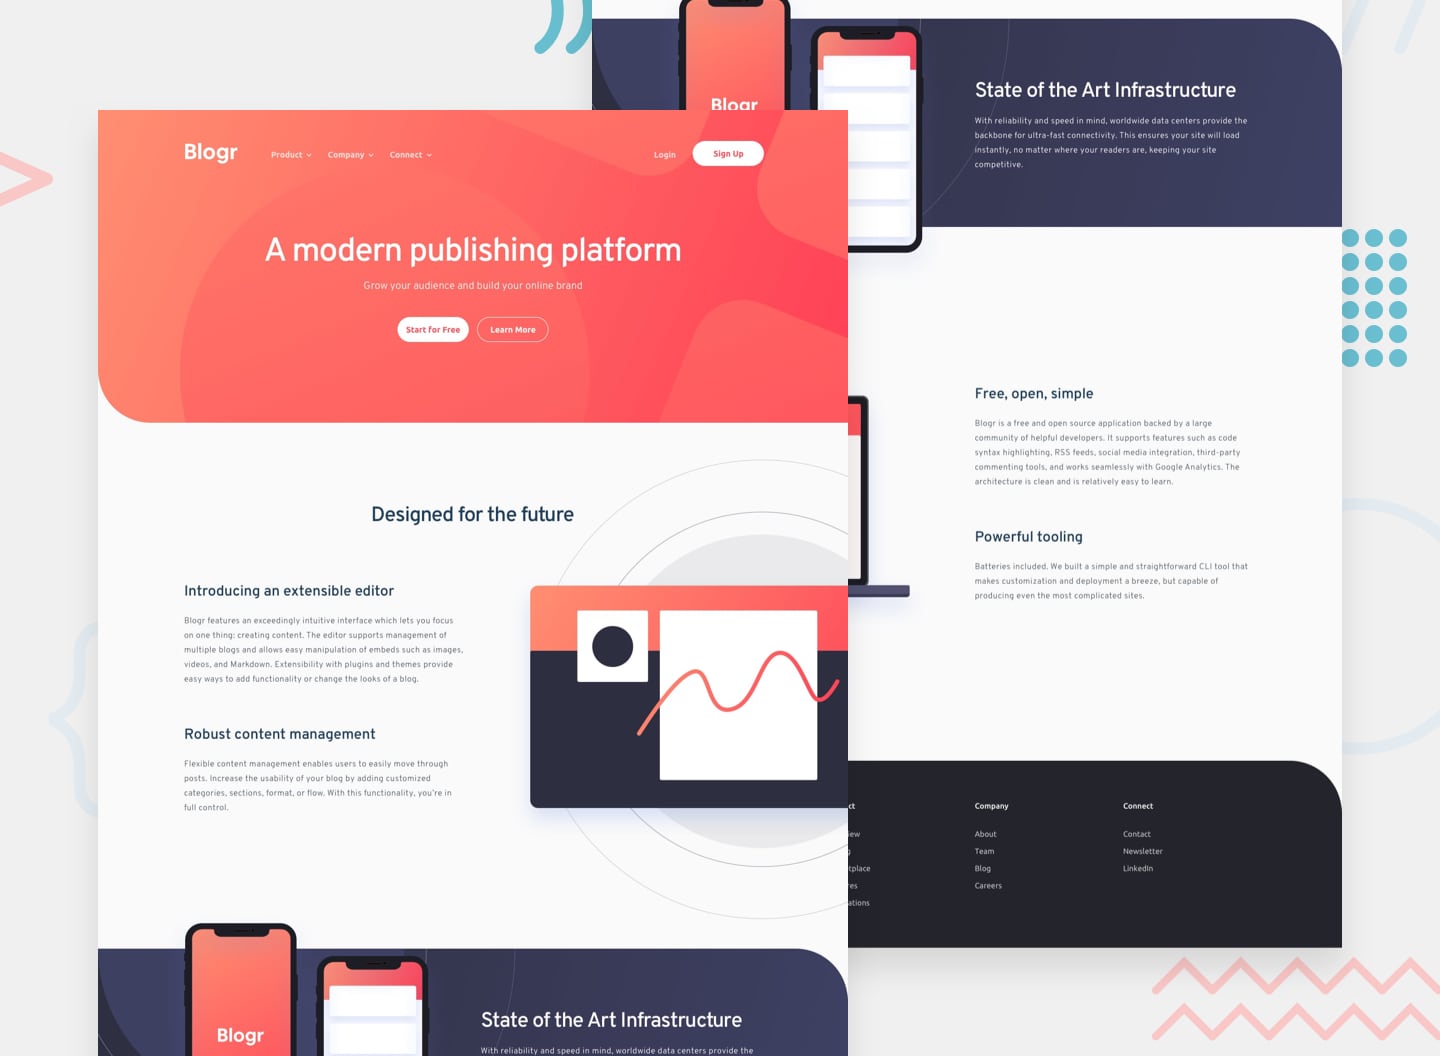 Blogr
Product
Company
Connect
Login
Sign Up
A modern publishing platform
Grow your audience and build your online brand
Start for Free
Learn More
Designed for the future
Introducing an extensible editor
Blogr features an exceedingly intuitive interface which lets you focus
on one thing: creating content. The editor supports management of
multiple blogs and allows easy manipulation of embeds such as images,
videos, and Markdown. Extensibility with plugins and themes provide
easy ways to add functionality or change the looks of a blog.
Robust content management
Flexible content management enables users to easily move through
posts. Increase the usability of your blog by adding customized
categories, sections, format, or flow. With this functionality, you're in
full control.
Blogr
State of the Art Infrastructure
With reliability and speed in mind, worldwide data centers provide the
Blogr
State of the Art Infrastructure
With reliability and speed in mind, worldwide data centers provide the
backbone for ultra-fast connectivity. This ensures your site will load
instantly, no matter where your readers are, keeping your site
competitive.
Free, open, simple
Blogr is a free and open source application backed by a large
community of helpful developers. It supports features such as code
syntax highlighting, RSS feeds, social media integration, third-party
commenting tools, and works seamlessly with Google Analytics. The
architecture is clean and is relatively easy to learn.
Powerful tooling
Batteries included. We built a simple and straightforward CLI tool that
makes customization and deployment a breeze, but capable of
producing even the most complicated sites.
Company
About
Team
Blog
Careers
Connect
Contact
Newsletter
LinkedIn